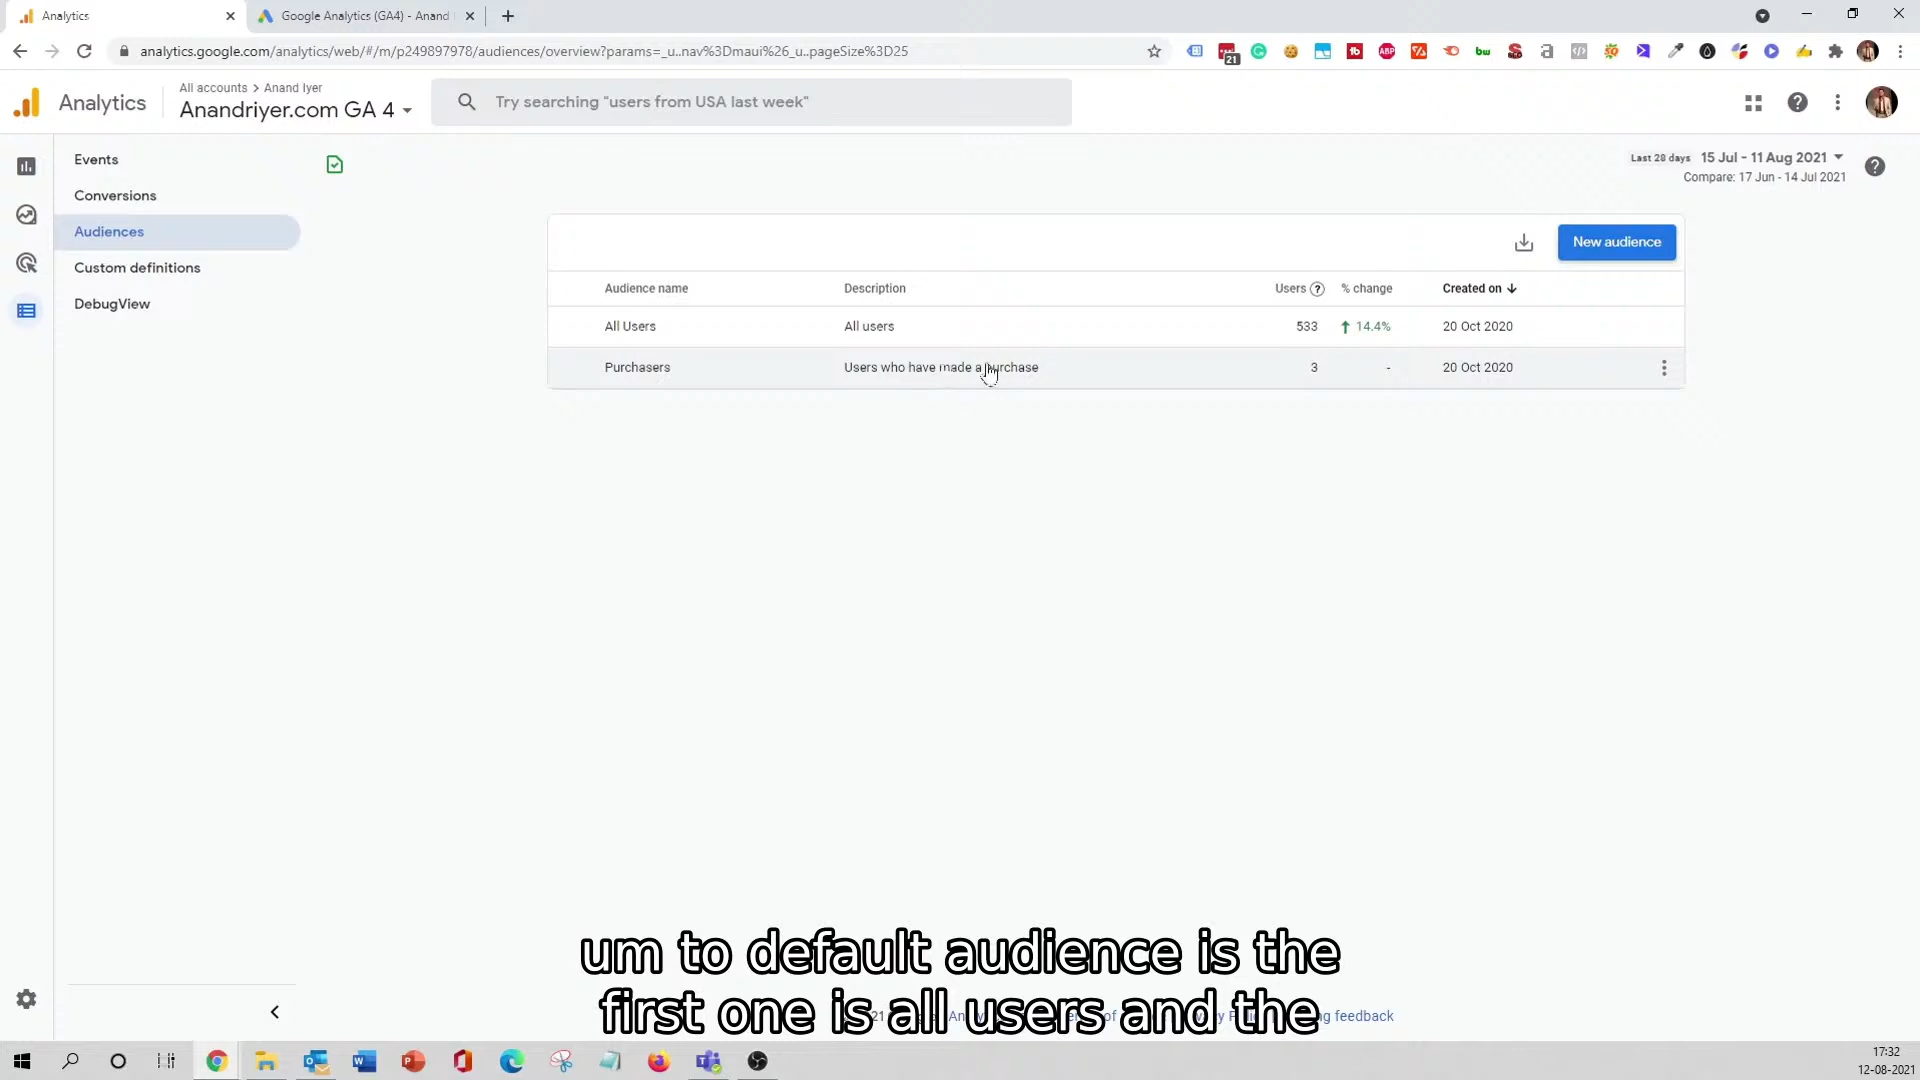 Analytics
Google Analytics (GA4) - Anand
analytics.google.com/analytics/web/#/m/p249897978/audiences/overview?params=_u..nav%3Dmaui%26_u..pageSize%3D25
21
ABP
bw
Analytics
All accounts > Anand Iyer
Anandriyer.com GA 4
Try searching "users from USA last week"
Events
Conversions
Audiences
Custom definitions
DebugView
Last 28 days 15 Jul - 11 Aug 2021
Compare: 17 Jun - 14 Jul 2021
New audience
Audience name Description Users % change Created on
All Users All users 533 14.4% 20 Oct 2020
Purchasers Users who have made a purchase 3 - 20 Oct 2020
um to default audience is the
first one is all users and the
feedback
17:32
12-08-2021